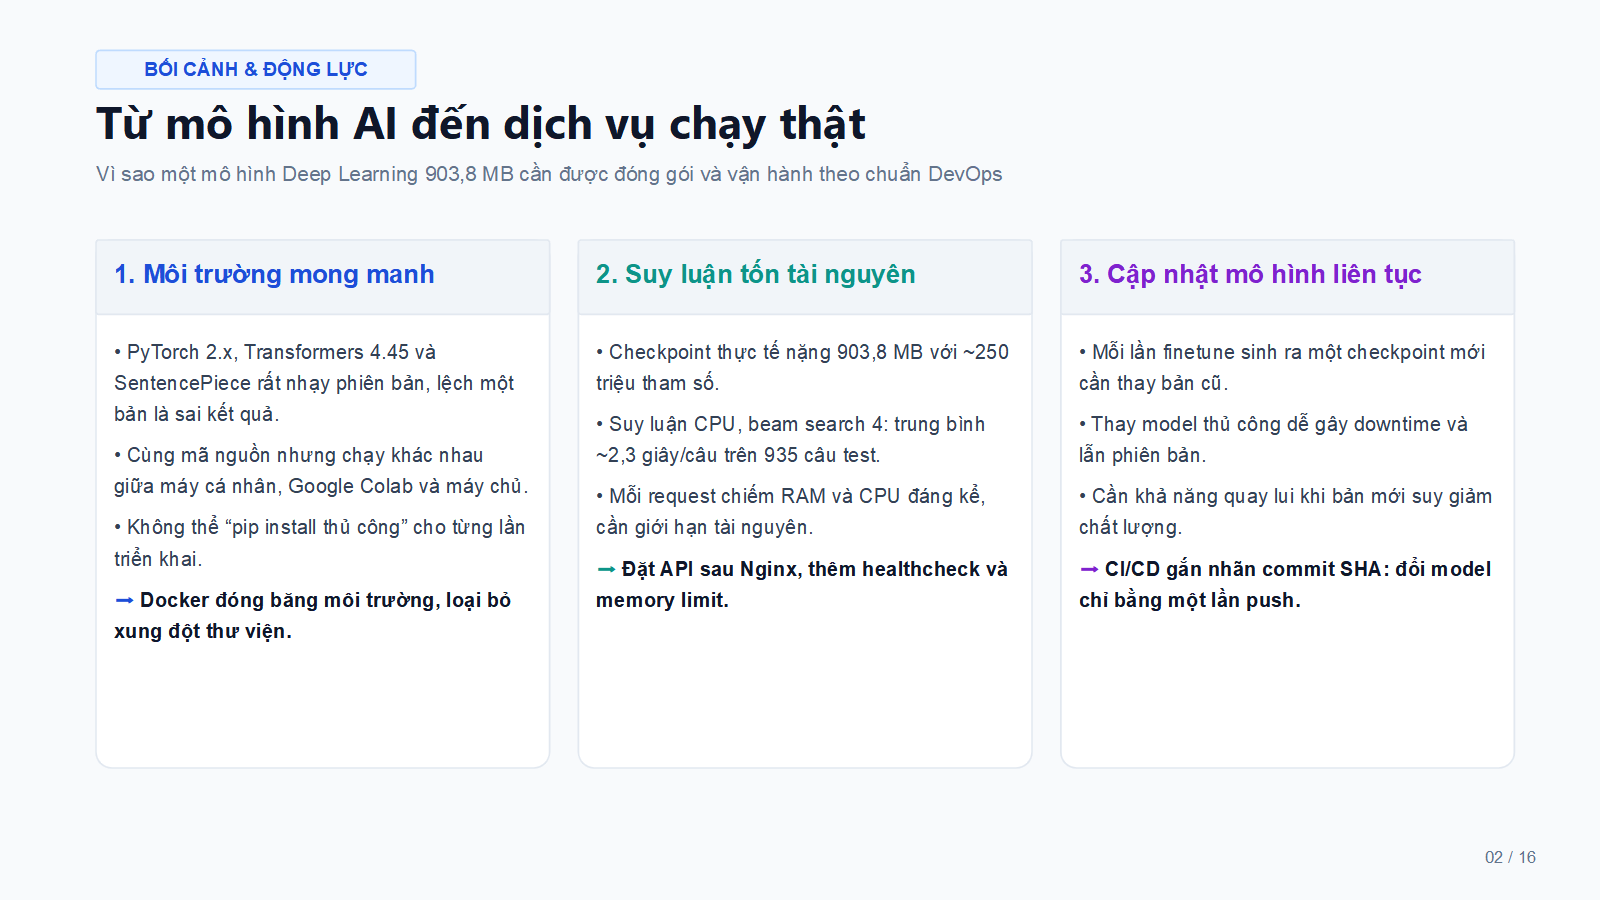 BỐI CẢNH & ĐỘNG LỰC
Từ mô hình AI đến dịch vụ chạy thật
Vì sao một mô hình Deep Learning 903,8 MB cần được đóng gói và vận hành theo chuẩn DevOps
1. Môi trường mong manh
• PyTorch 2.x, Transformers 4.45 và
SentencePiece rất nhạy phiên bản, lệch một
bản là sai kết quả.
• Cùng mã nguồn nhưng chạy khác nhau
giữa máy cá nhân, Google Colab và máy chủ.
• Không thể “pip install thủ công” cho từng lần
triển khai.
→ Docker đóng băng môi trường, loại bỏ
xung đột thư viện.
2. Suy luận tốn tài nguyên
• Checkpoint thực tế nặng 903,8 MB với ~250
triệu tham số.
• Suy luận CPU, beam search 4: trung bình
~2,3 giây/câu trên 935 câu test.
• Mỗi request chiếm RAM và CPU đáng kể,
cần giới hạn tài nguyên.
→ Đặt API sau Nginx, thêm healthcheck và
memory limit.
3. Cập nhật mô hình liên tục
• Mỗi lần finetune sinh ra một checkpoint mới
cần thay bản cũ.
• Thay model thủ công dễ gây downtime và
lẫn phiên bản.
• Cần khả năng quay lui khi bản mới suy giảm
chất lượng.
→ CI/CD gắn nhãn commit SHA: đổi model
chỉ bằng một lần push.
02 / 16